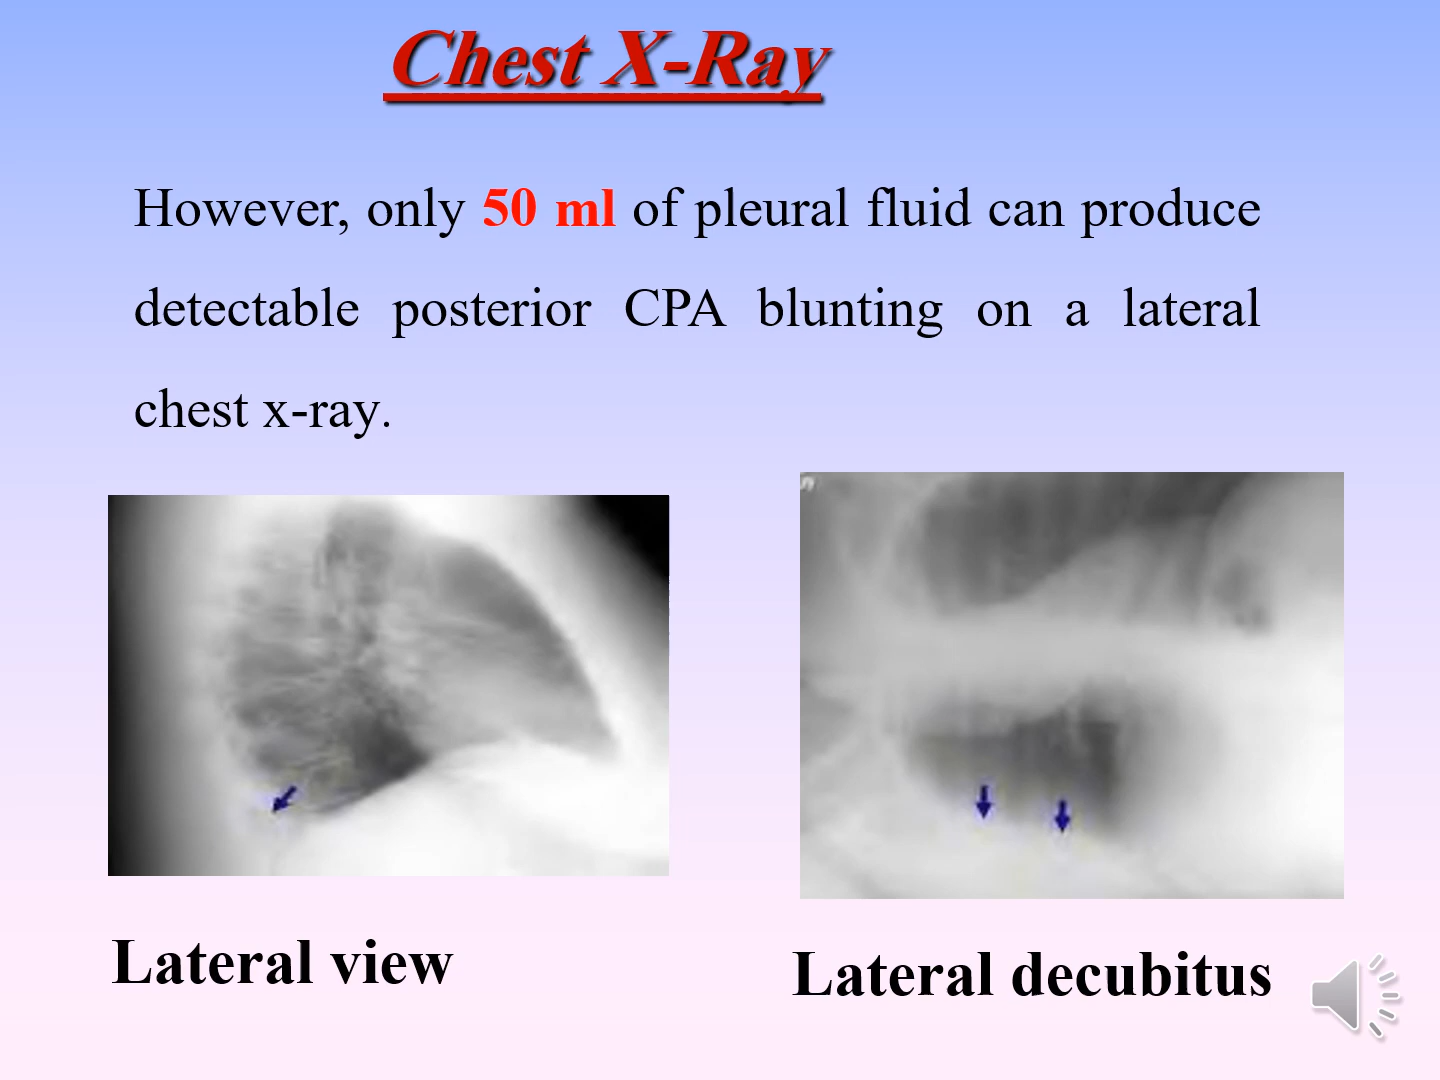 Chest X-Ray
However, only 50 ml of pleural fluid can produce
detectable posterior CPA blunting on a lateral
chest x-ray.
Lateral view
Lateral decubitus